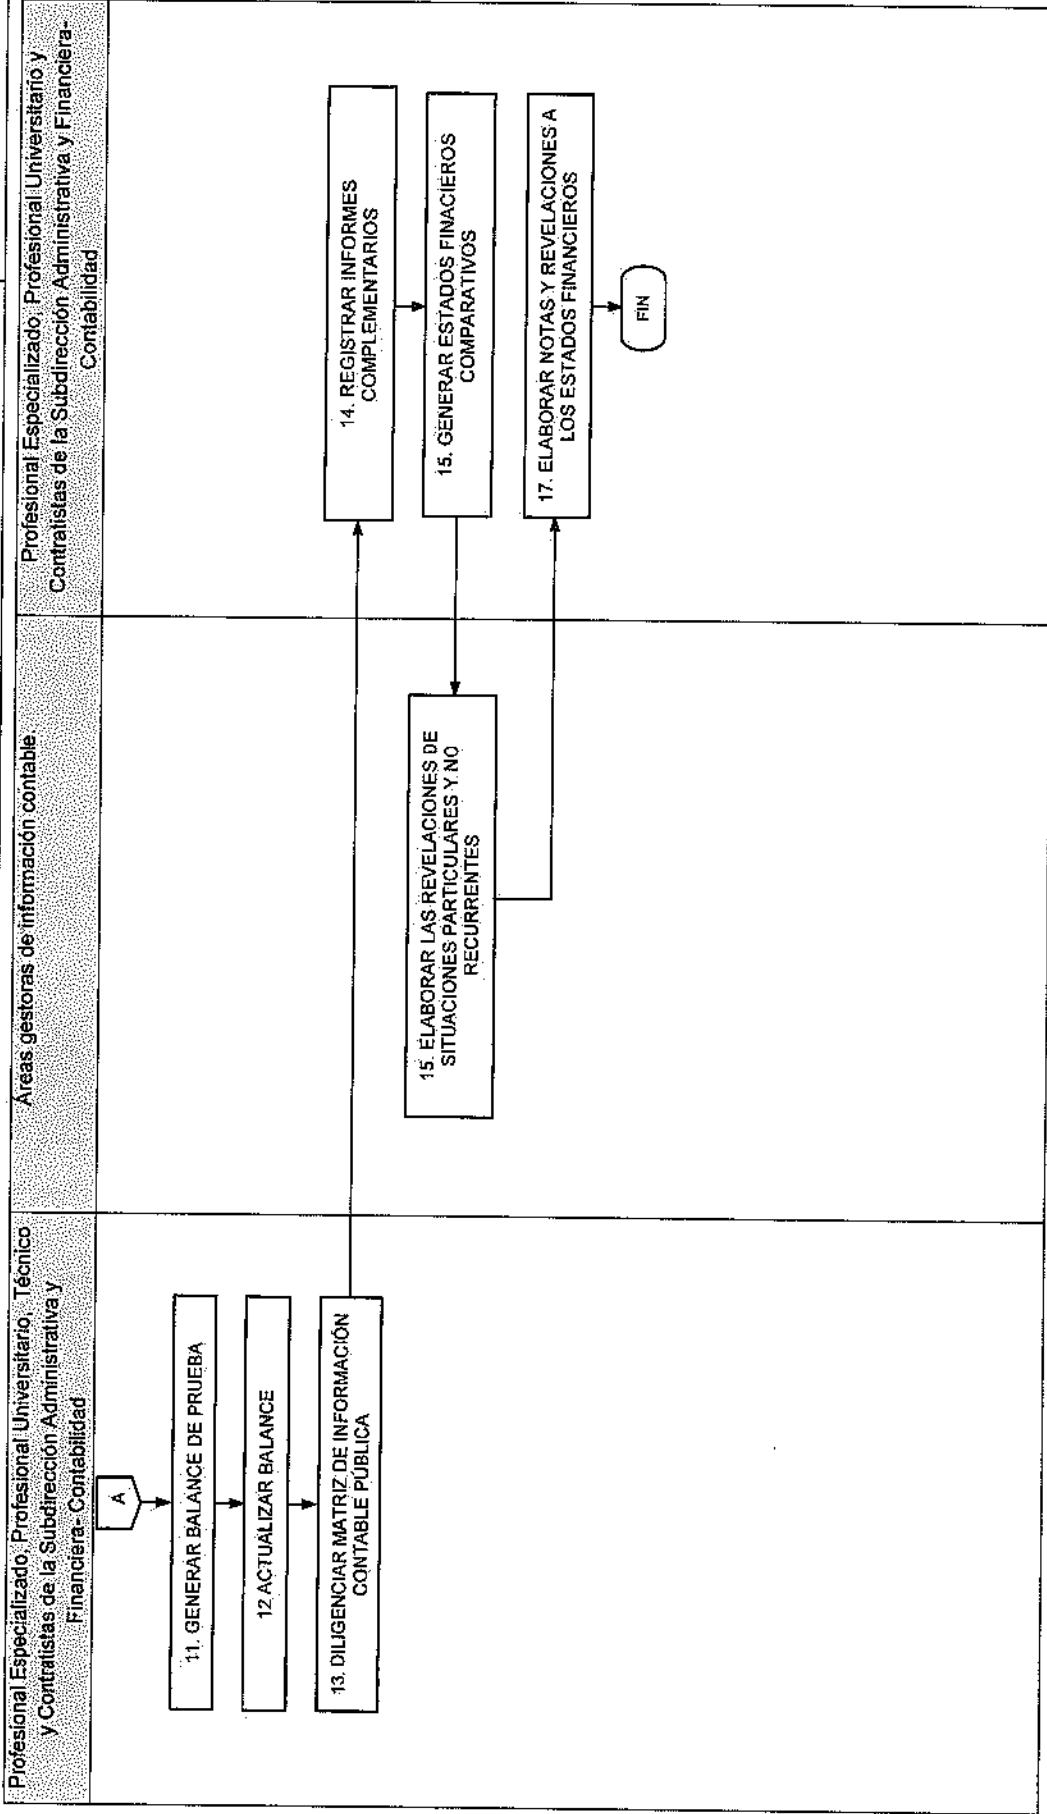 Profesional Especializado, Profesional Universitario, Técnico
y Contratistas de la Subdirección Administrativa y
Financiera- Contabilidad
Áreas gestoras de información contable.
Profesional Especializado, Profesional Universitario y
Contratistas de la Subdirección Administrativa y Financiera-
Contabilidad
A
11. GENERAR BALANCE DE PRUEBA
12 ACTUALIZAR BALANCE
13. DILIGENCIAR MATRIZ DE INFORMACIÓN
CONTABLE PÚBLICA
14. REGISTRAR INFORMES
COMPLEMENTARIOS
15. GENERAR ESTADOS FINACIEROS
COMPARATIVOS
15. ELABORAR LAS REVELACIONES DE
SITUACIONES PARTICULARES Y NO
RECURRENTES
17. ELABORAR NOTAS Y REVELACIONES A
LOS ESTADOS FINANCIEROS
FIN